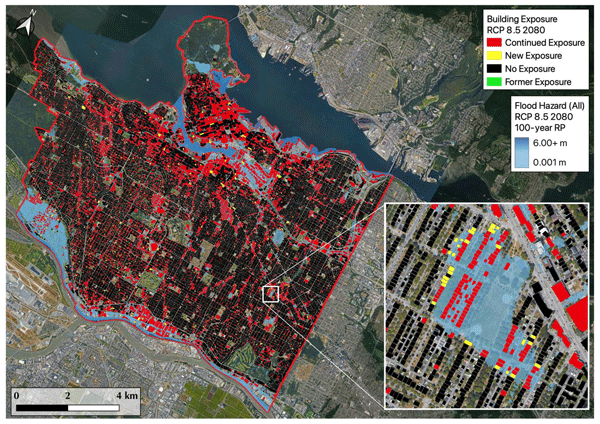 Building Exposure
RCP 8.5 2080
Continued Exposure
New Exposure
No Exposure
Former Exposure
Flood Hazard (All)
RCP 8.5 2080
100-year RP
6.00+ m
0.001 m
N
0 2 4 km